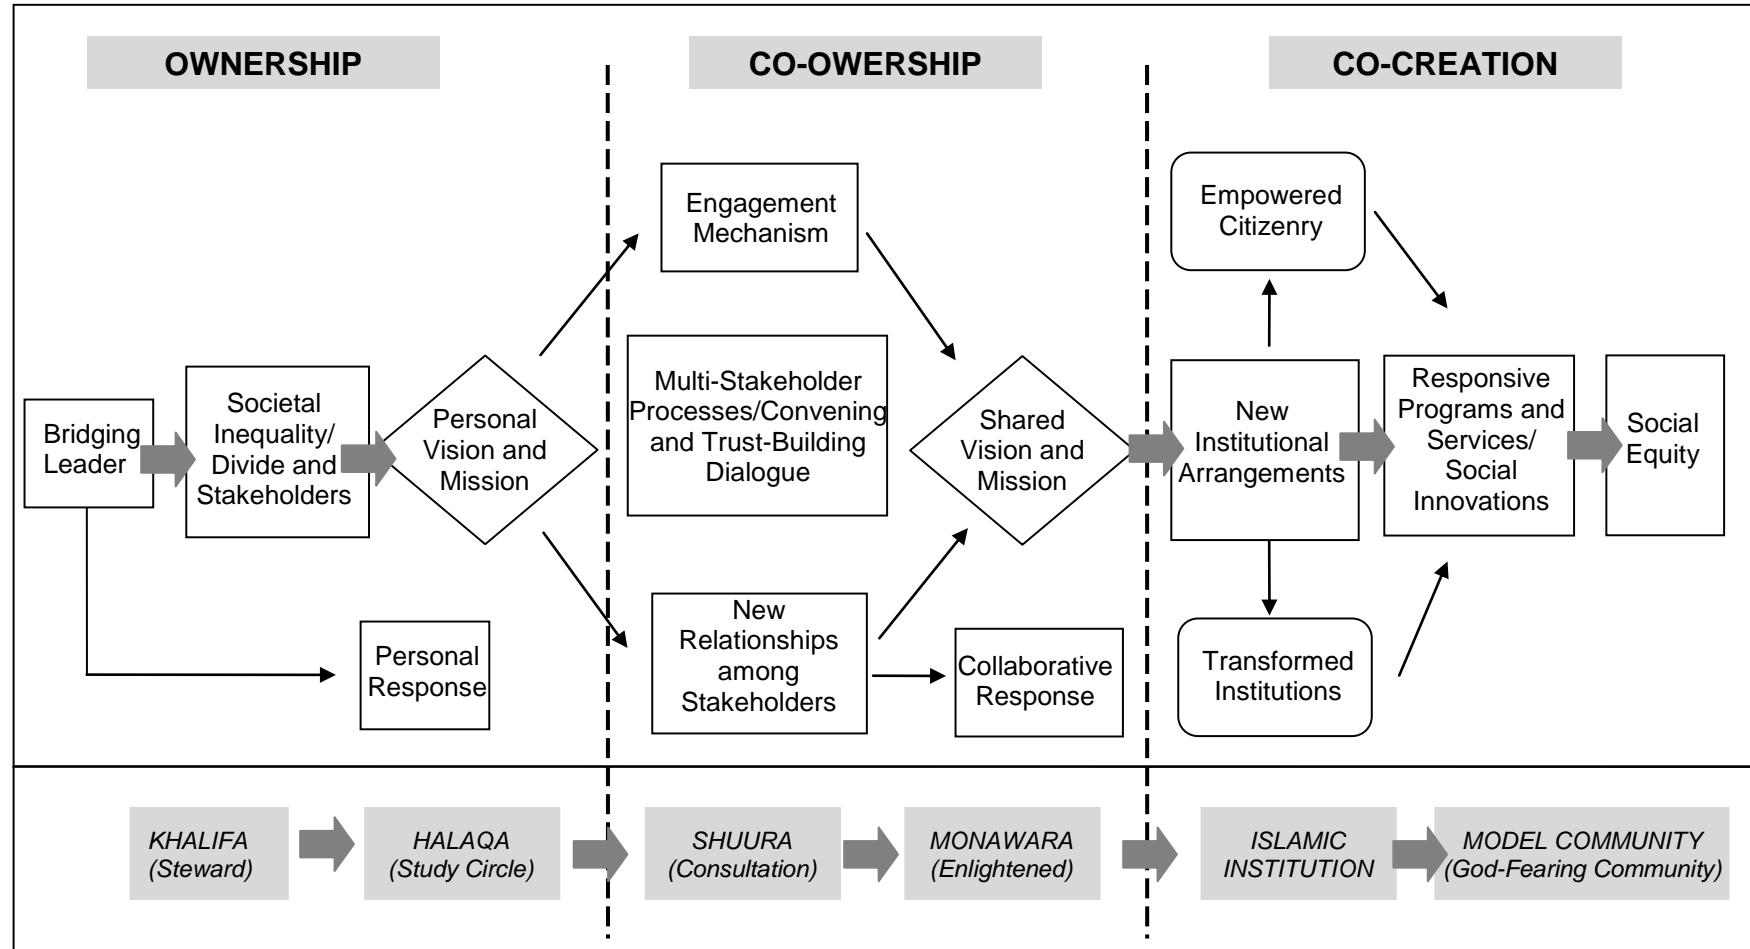 OWNERSHIP
CO-OWERSHIP
CO-CREATION
Bridging
Leader
Societal
Inequality/
Divide and
Stakeholders
Personal
Vision and
Mission
Personal
Response
Engagement
Mechanism
Multi-Stakeholder
Processes/Convening
and Trust-Building
Dialogue
New
Relationships
among
Stakeholders
Shared
Vision and
Mission
Collaborative
Response
Empowered
Citizenry
New
Institutional
Arrangements
Transformed
Institutions
Responsive
Programs and
Services/
Social
Innovations
Social
Equity
KHALIFA
(Steward)
HALAQA
(Study Circle)
SHUURA
(Consultation)
MONAWARA
(Enlightened)
ISLAMIC
INSTITUTION
MODEL COMMUNITY
(God-Fearing Community)